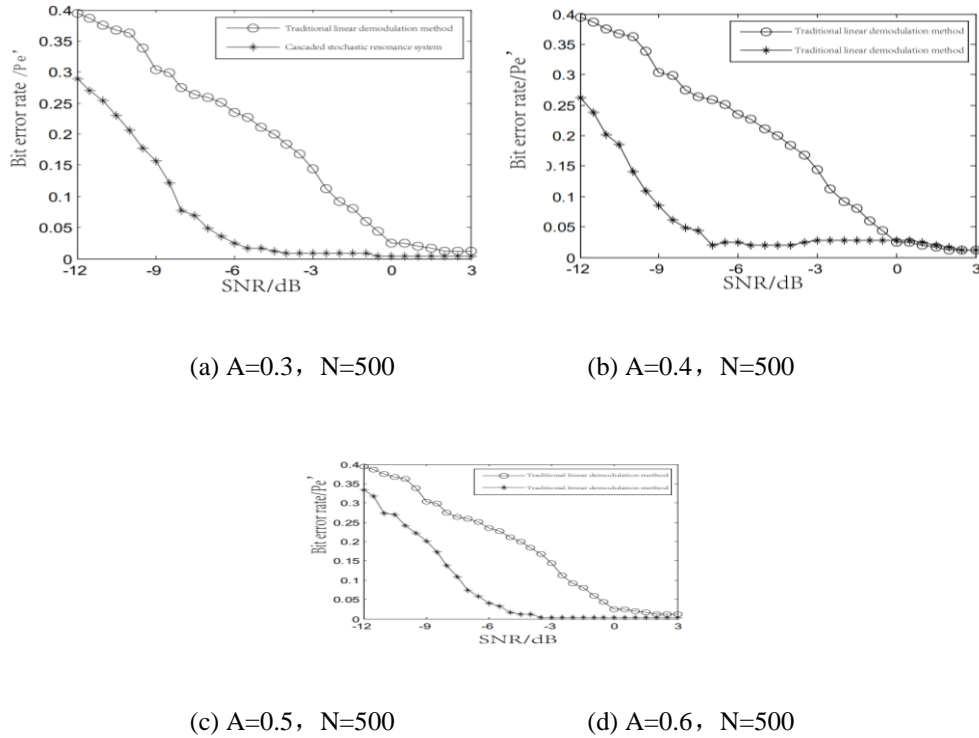 0.4
0.35
0.3
0.25
0.2
0.15
0.1
0.05
0
Bit error rate /Pe’
Traditional linear demodulation method
Cascaded stochastic resonance system
-12 -9 -6 -3 0 3
SNR/dB
0.4
0.35
0.3
0.25
0.2
0.15
0.1
0.05
0
Bit error rate/Pe’
Traditional linear demodulation method
Traditional linear demodulation method
-12 -9 -6 -3 0 3
SNR/dB
(a) A=0.3，N=500
(b) A=0.4，N=500
0.4
0.35
0.3
0.25
0.2
0.15
0.1
0.05
0
Bit error rate/Pe’
Traditional linear demodulation method
Traditional linear demodulation method
-12 -9 -6 -3 0 3
SNR/dB
(c) A=0.5，N=500
(d) A=0.6，N=500